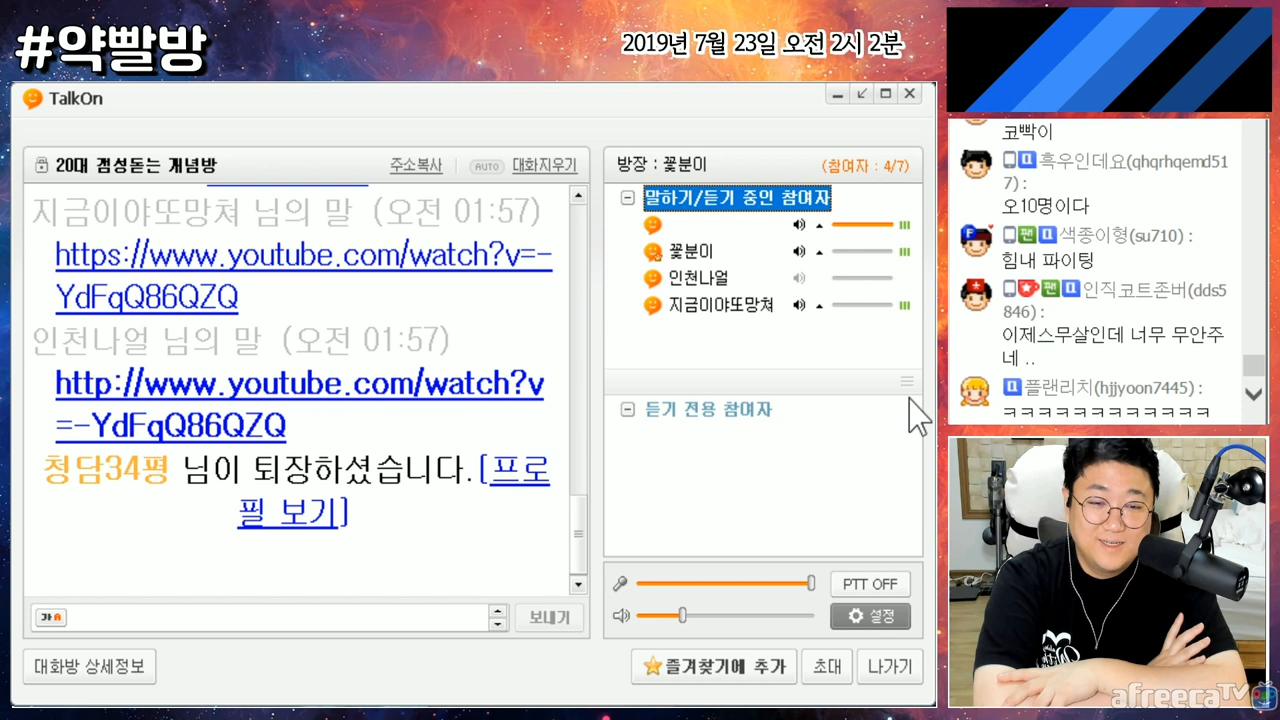 #약빨방
2019년 7월 23일 오전 2시 2분
TalkOn
20대 겜성돋는 개념방
주소복사
AUTO
대화지우기
지금이야또망쳐 님의 말 (오전 01:57)
https://www.youtube.com/watch?v=-
YdFqQ86QZQ
인천나얼 님의 말 (오전 01:57)
http://www.youtube.com/watch?v
=-YdFqQ86QZQ
청담34평 님이 퇴장하셨습니다.[프로
필 보기]
가
보내기
대화방 상세정보
방장 : 꽃분이
(참여자 : 4/7)
말하기/듣기 중인 참여자
꽃분이
인천나얼
지금이야또망쳐
듣기 전용 참여자
PTT OFF
설정
즐겨찾기에 추가
초대
나가기
코빡이
흑우인데요(qhqrhqemd51
7) :
오10명이다
팬 색종이형(su710) :
힘내 파이팅
팬 인직코트존버(dds5
846) :
이제스무살인데 너무 무안주
네 ..
플랜리치(hjjyoon7445) :
ㅋㅋㅋㅋㅋㅋㅋㅋㅋㅋㅋㅋ
afreecaTV